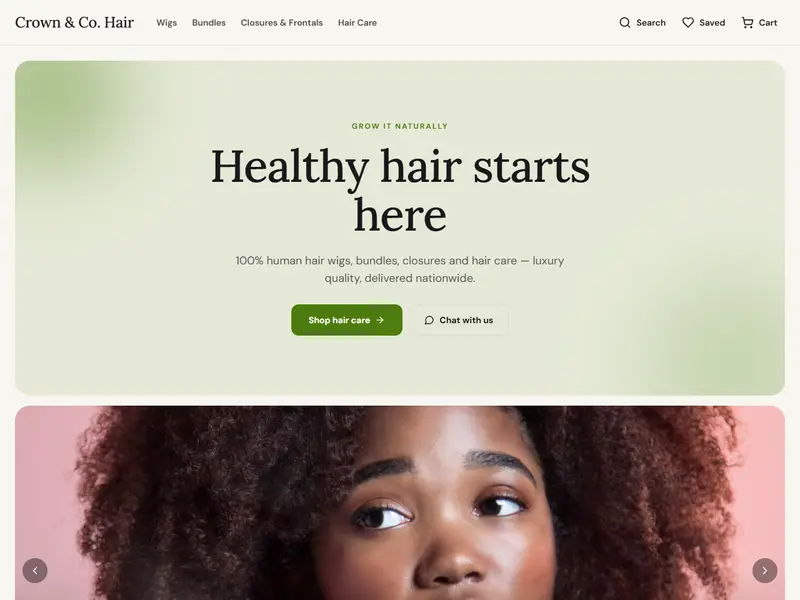 Crown & Co. Hair
Wigs
Bundles
Closures & Frontals
Hair Care
Search
Saved
Cart
GROW IT NATURALLY
Healthy hair starts
here
100% human hair wigs, bundles, closures and hair care — luxury
quality, delivered nationwide.
Shop hair care
Chat with us